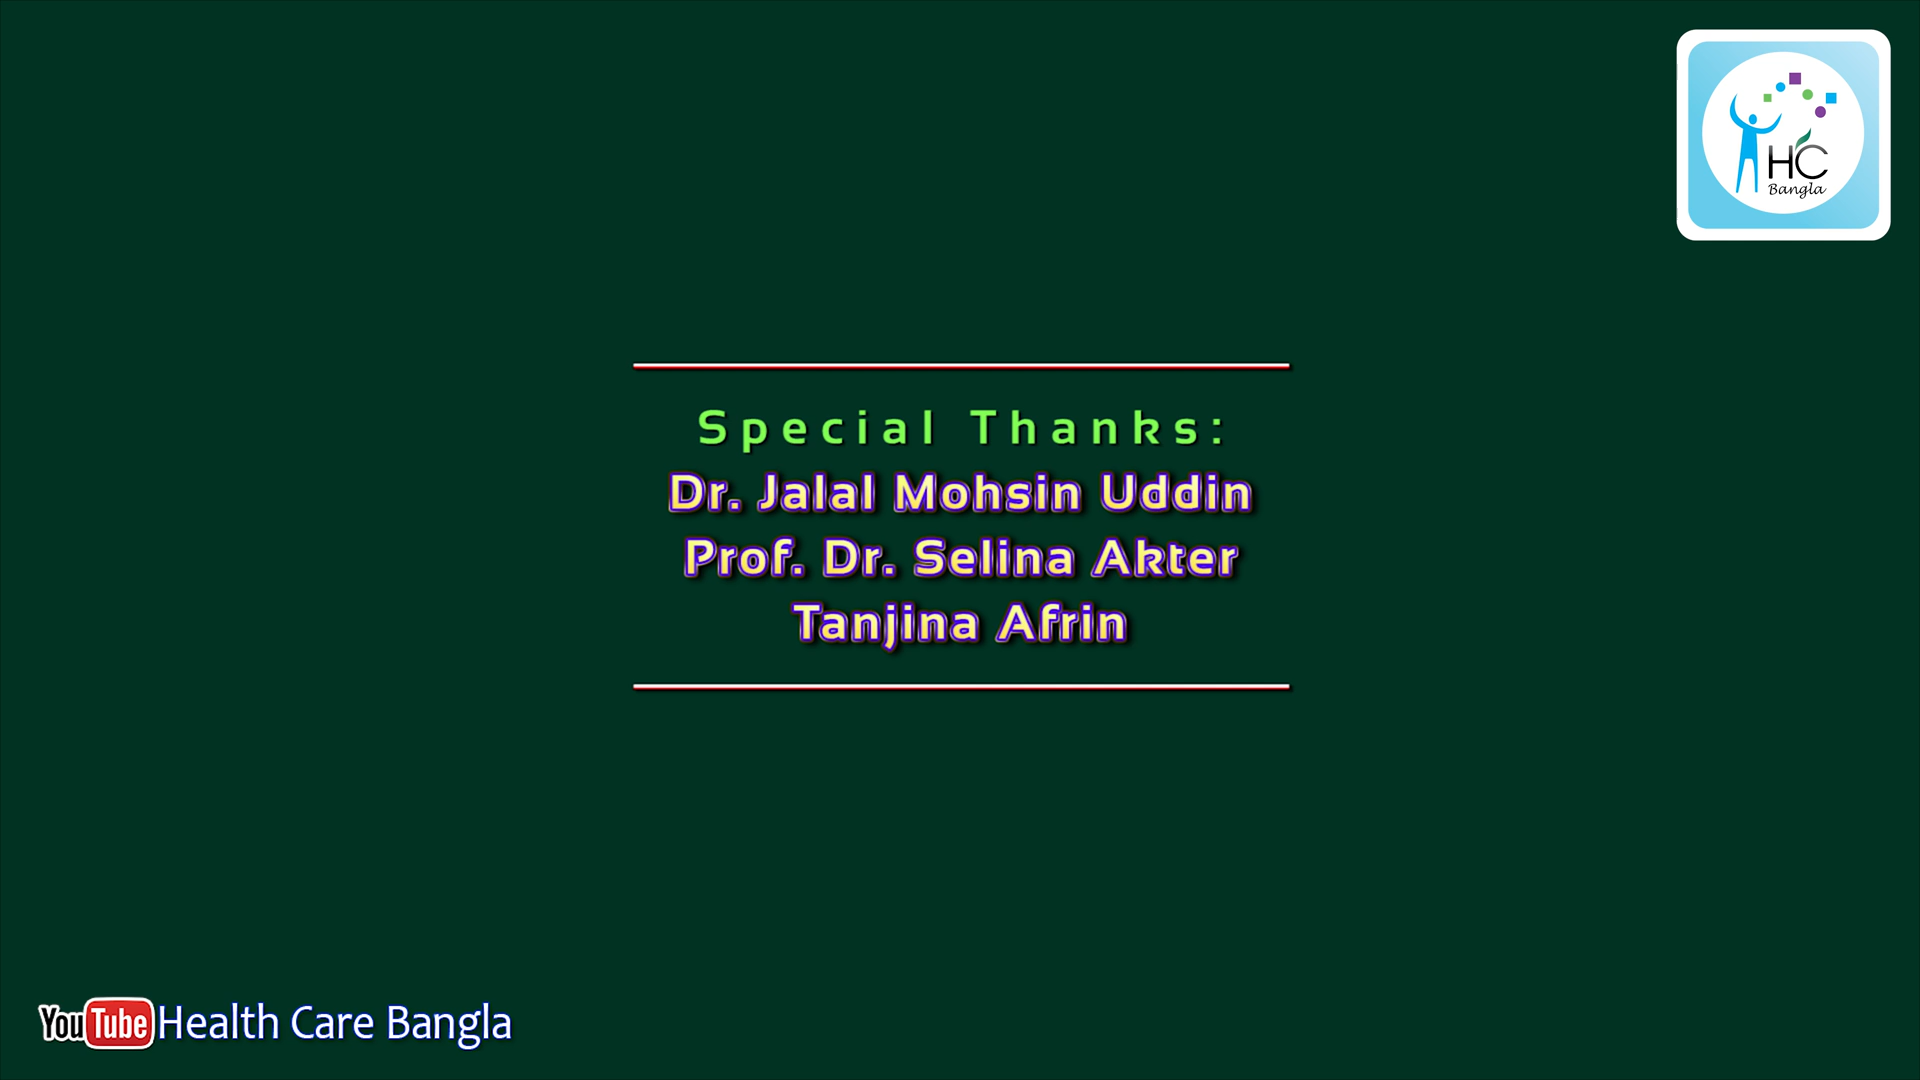 HC
Bangla
Special Thanks:
Dr. Jalal Mohsin Uddin
Prof. Dr. Selina Akter
Tanjina Afrin
YouTube Health Care Bangla